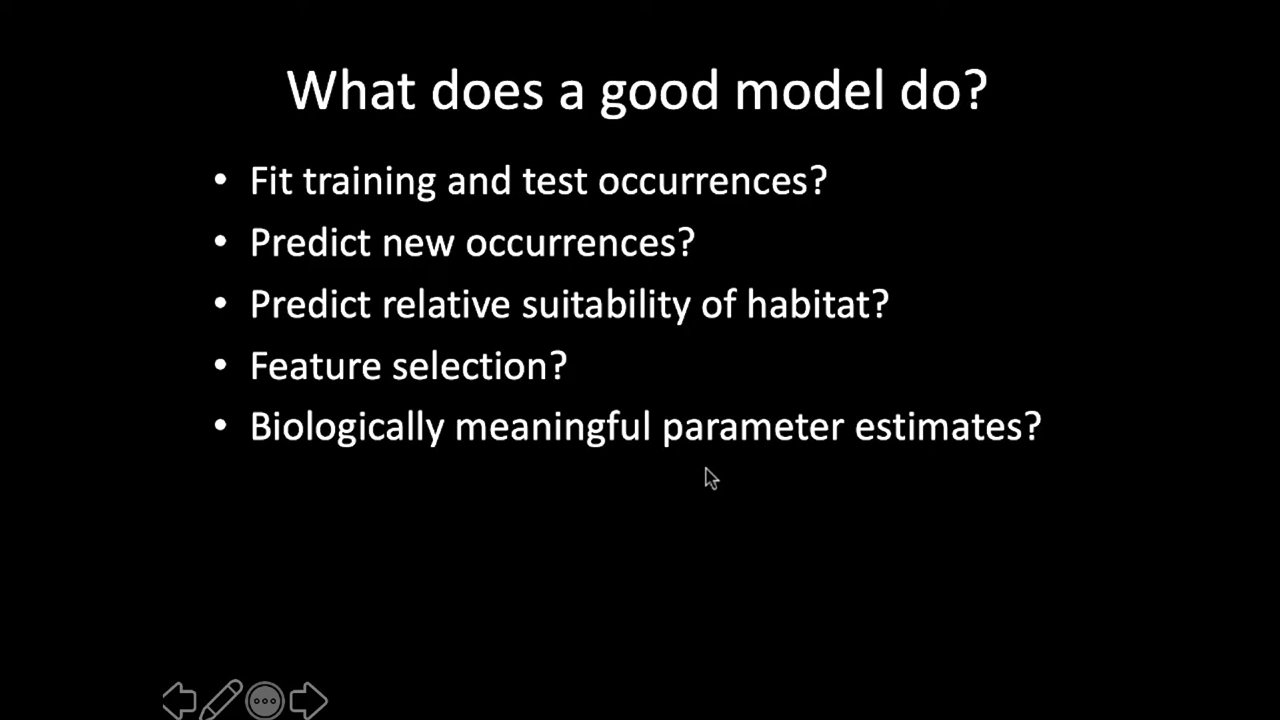 What does a good model do?
• Fit training and test occurrences?
• Predict new occurrences?
• Predict relative suitability of habitat?
• Feature selection?
• Biologically meaningful parameter estimates?